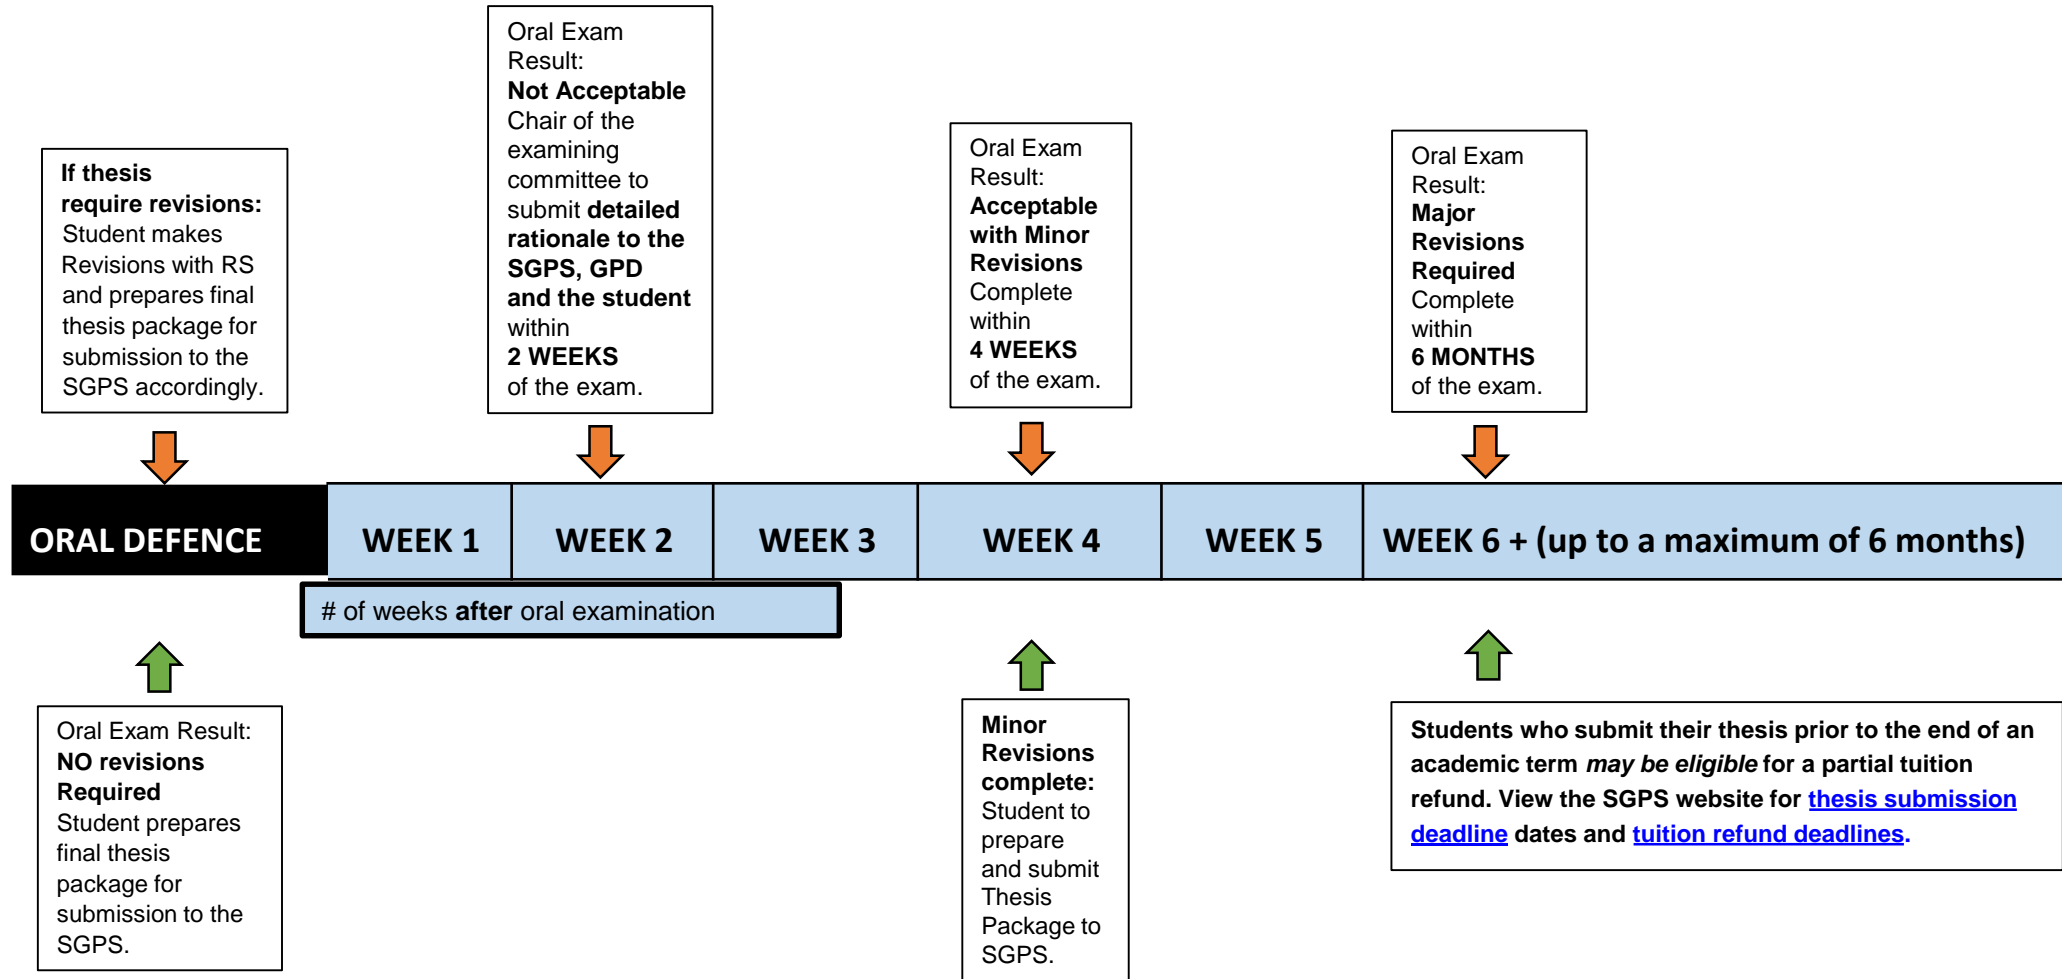 If thesis
require revisions:
Student makes
Revisions with RS
and prepares final
thesis package for
submission to the
SGPS accordingly.
Oral Exam
Result:
Not Acceptable
Chair of the
examining
committee to
submit detailed
rationale to the
SGPS, GPD
and the student
within
2 WEEKS
of the exam.
Oral Exam
Result:
Acceptable
with Minor
Revisions
Complete
within
4 WEEKS
of the exam.
Oral Exam
Result:
Major
Revisions
Required
Complete
within
6 MONTHS
of the exam.
ORAL DEFENCE
WEEK 1
WEEK 2
WEEK 3
WEEK 4
WEEK 5
WEEK 6 + (up to a maximum of 6 months)
# of weeks after oral examination
Oral Exam Result:
NO revisions
Required
Student prepares
final thesis
package for
submission to the
SGPS.
Minor
Revisions
complete:
Student to
prepare
and submit
Thesis
Package to
SGPS.
Students who submit their thesis prior to the end of an
academic term may be eligible for a partial tuition
refund. View the SGPS website for thesis submission
deadline dates and tuition refund deadlines.